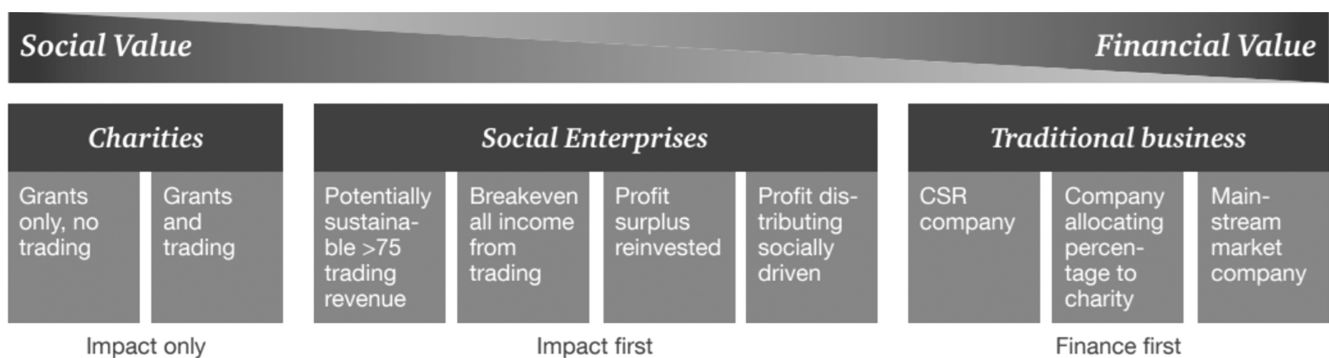 Social Value
Financial Value
Charities
Grants
only, no
trading
Grants
and
trading
Impact only
Social Enterprises
Potentially
sustaina-
ble >75
trading
revenue
Breakeven
all income
from
trading
Profit
surplus
reinvested
Profit dis-
tributing
socially
driven
Impact first
Traditional business
CSR
company
Company
allocating
percen-
tage to
charity
Main-
stream
market
company
Finance first